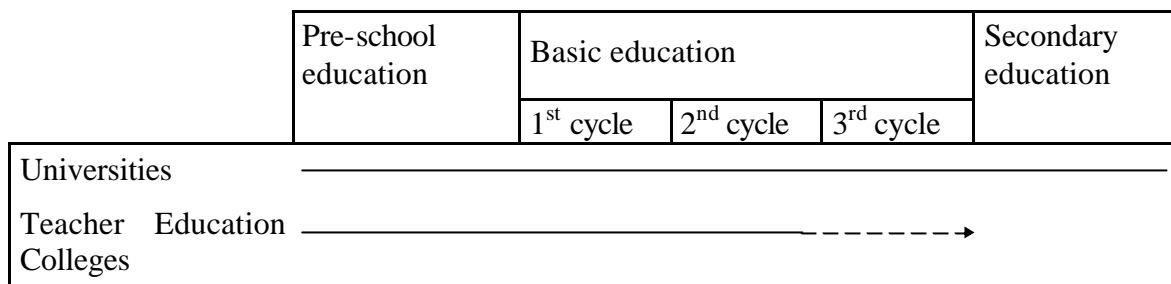 Pre-school
education
Basic education
Secondary
education
1st cycle
2nd cycle
3rd cycle
Universities
Teacher Education
Colleges